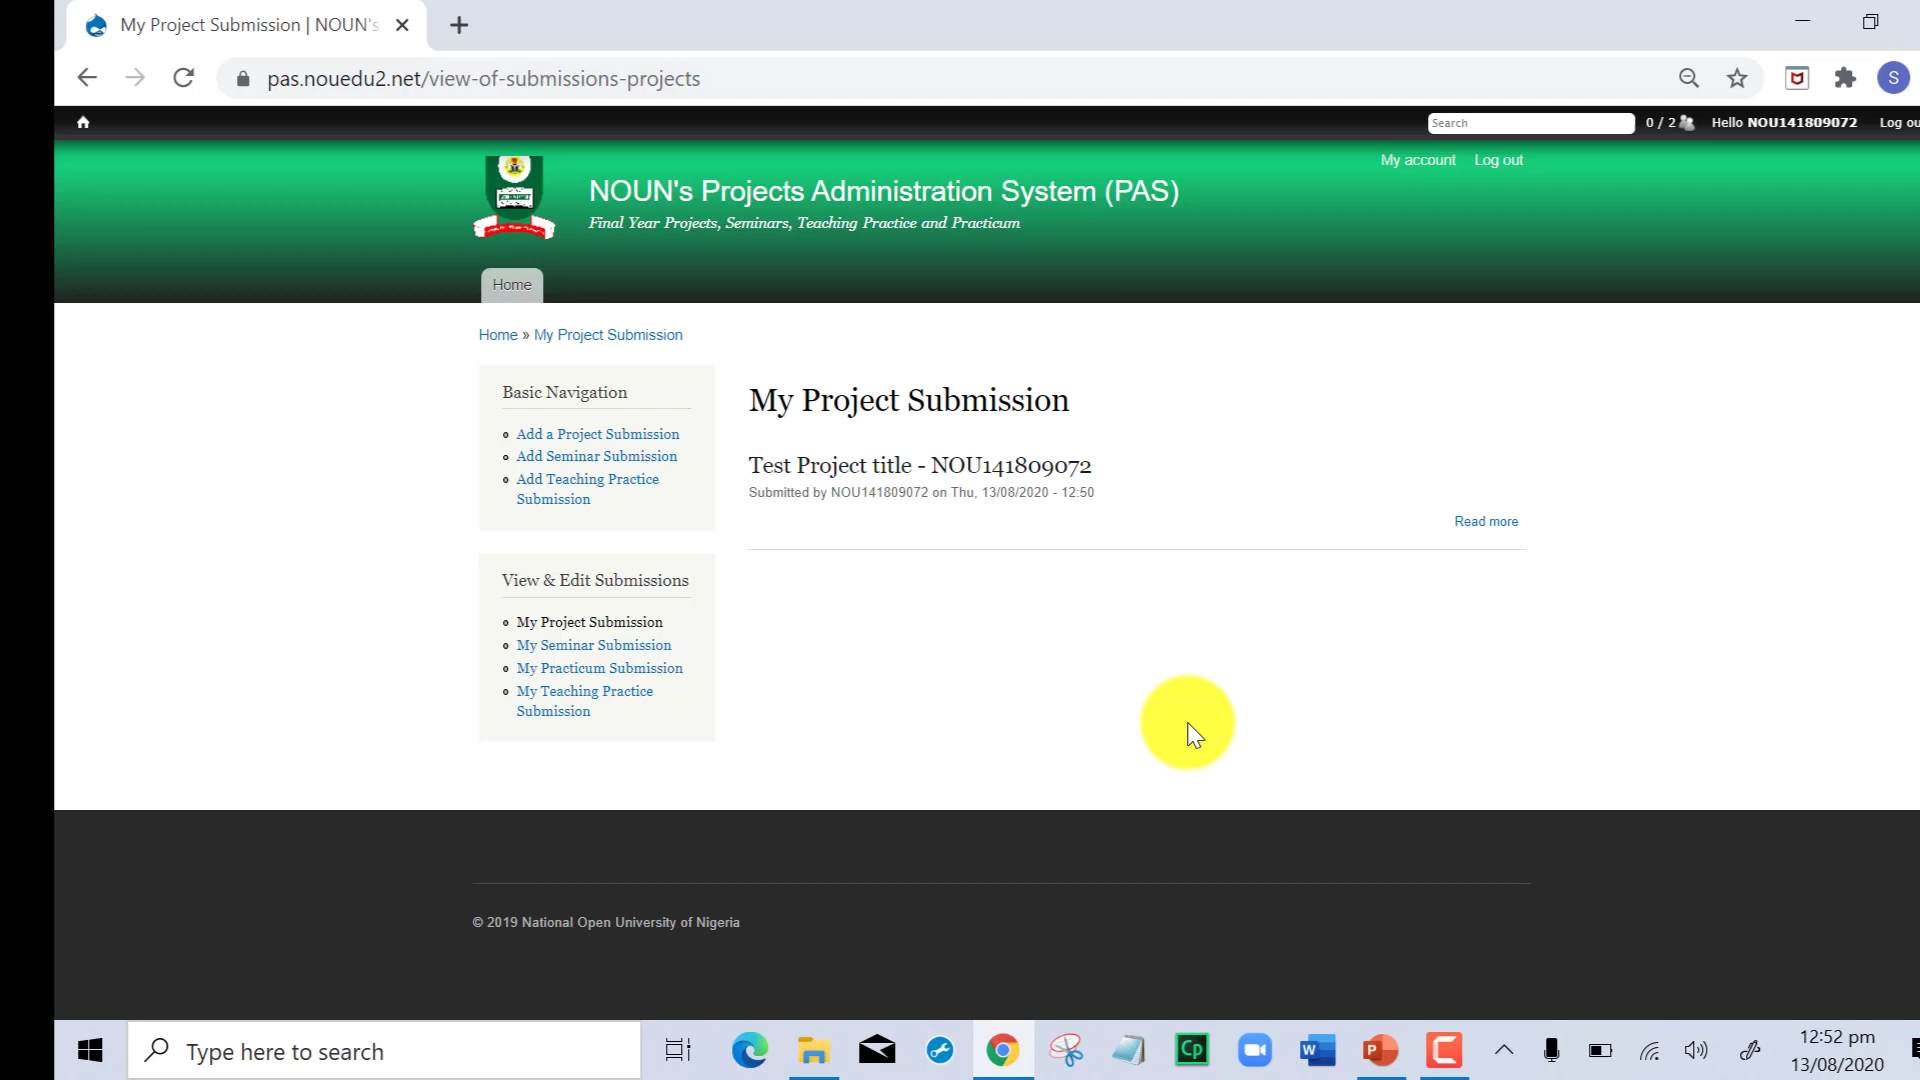 My Project Submission | NOUN's
pas.nouedu2.net/view-of-submissions-projects
S
Search
0 / 2
Hello NOU141809072
Log ou
My account
Log out
NOUN's Projects Administration System (PAS)
Final Year Projects, Seminars, Teaching Practice and Practicum
Home
Home » My Project Submission
Basic Navigation
Add a Project Submission
Add Seminar Submission
Add Teaching Practice
Submission
View & Edit Submissions
My Project Submission
My Seminar Submission
My Practicum Submission
My Teaching Practice
Submission
My Project Submission
Test Project title - NOU141809072
Submitted by NOU141809072 on Thu, 13/08/2020 - 12:50
Read more
© 2019 National Open University of Nigeria
Type here to search
Cp
W
P
C
12:52 pm
13/08/2020